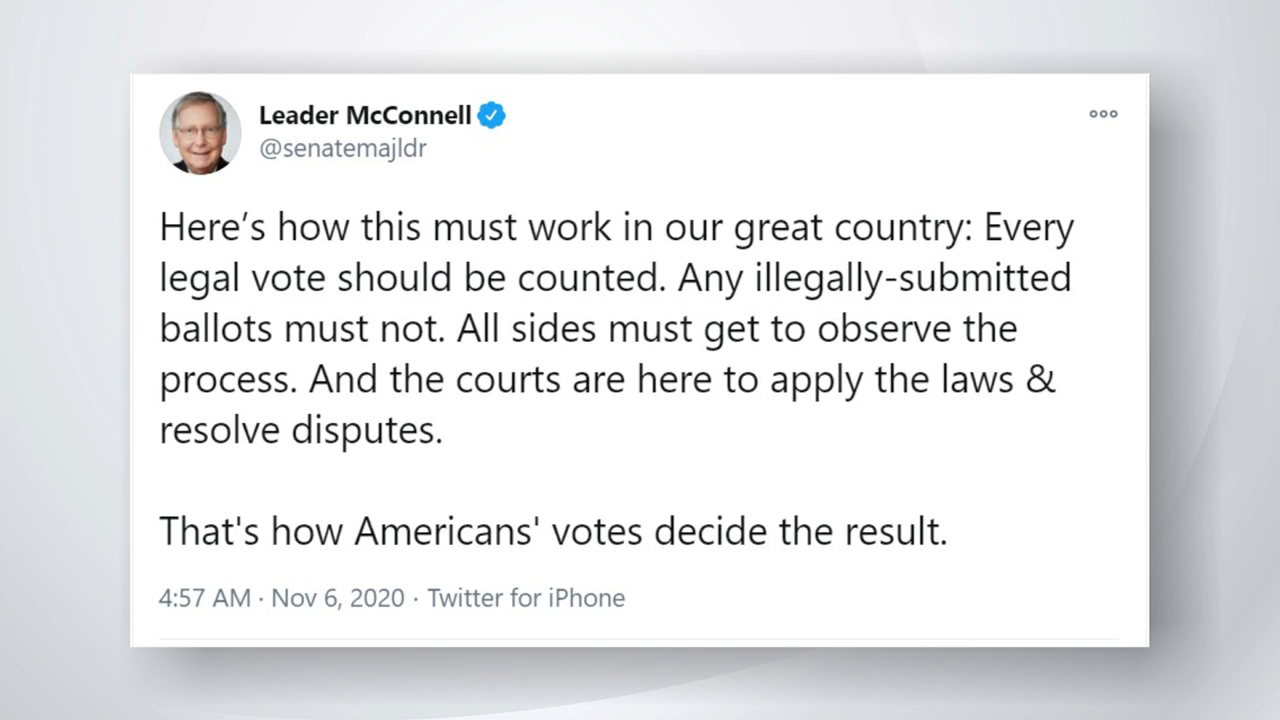 Leader McConnell
@senatemajldr
Here’s how this must work in our great country: Every
legal vote should be counted. Any illegally-submitted
ballots must not. All sides must get to observe the
process. And the courts are here to apply the laws &
resolve disputes.
That's how Americans' votes decide the result.
4:57 AM · Nov 6, 2020 · Twitter for iPhone